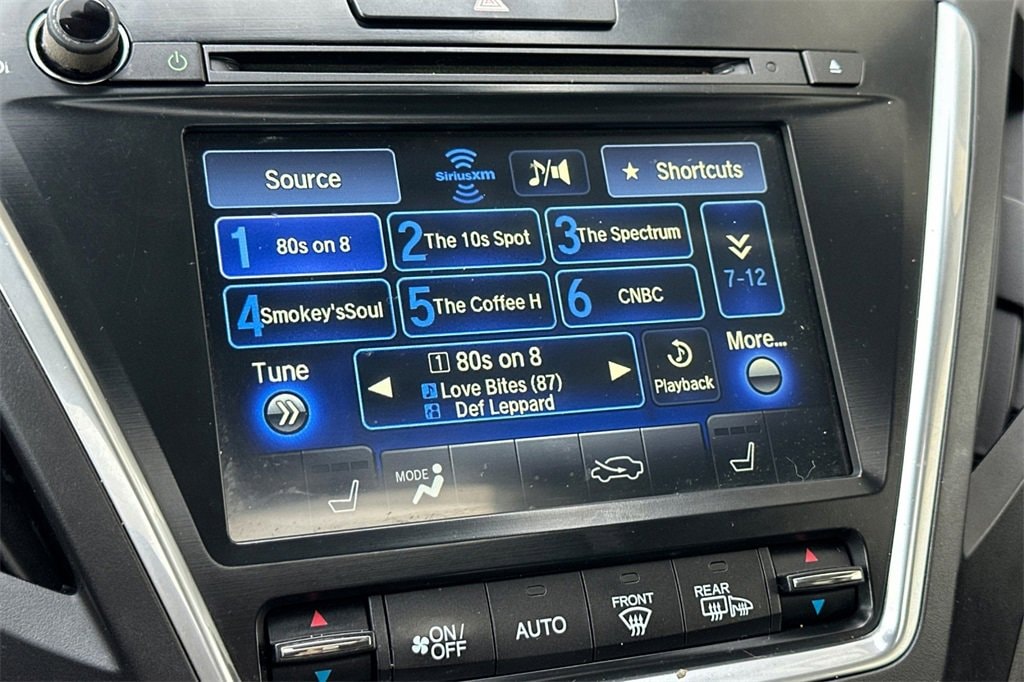 Source
SiriusXM
Shortcuts
1 80s on 8
2 The 10s Spot
3 The Spectrum
7-12
4 Smokey'sSoul
5 The Coffee H
6 CNBC
Tune
1 80s on 8
Love Bites (87)
Def Leppard
Playback
More...
MODE
ON/
OFF
AUTO
FRONT
REAR